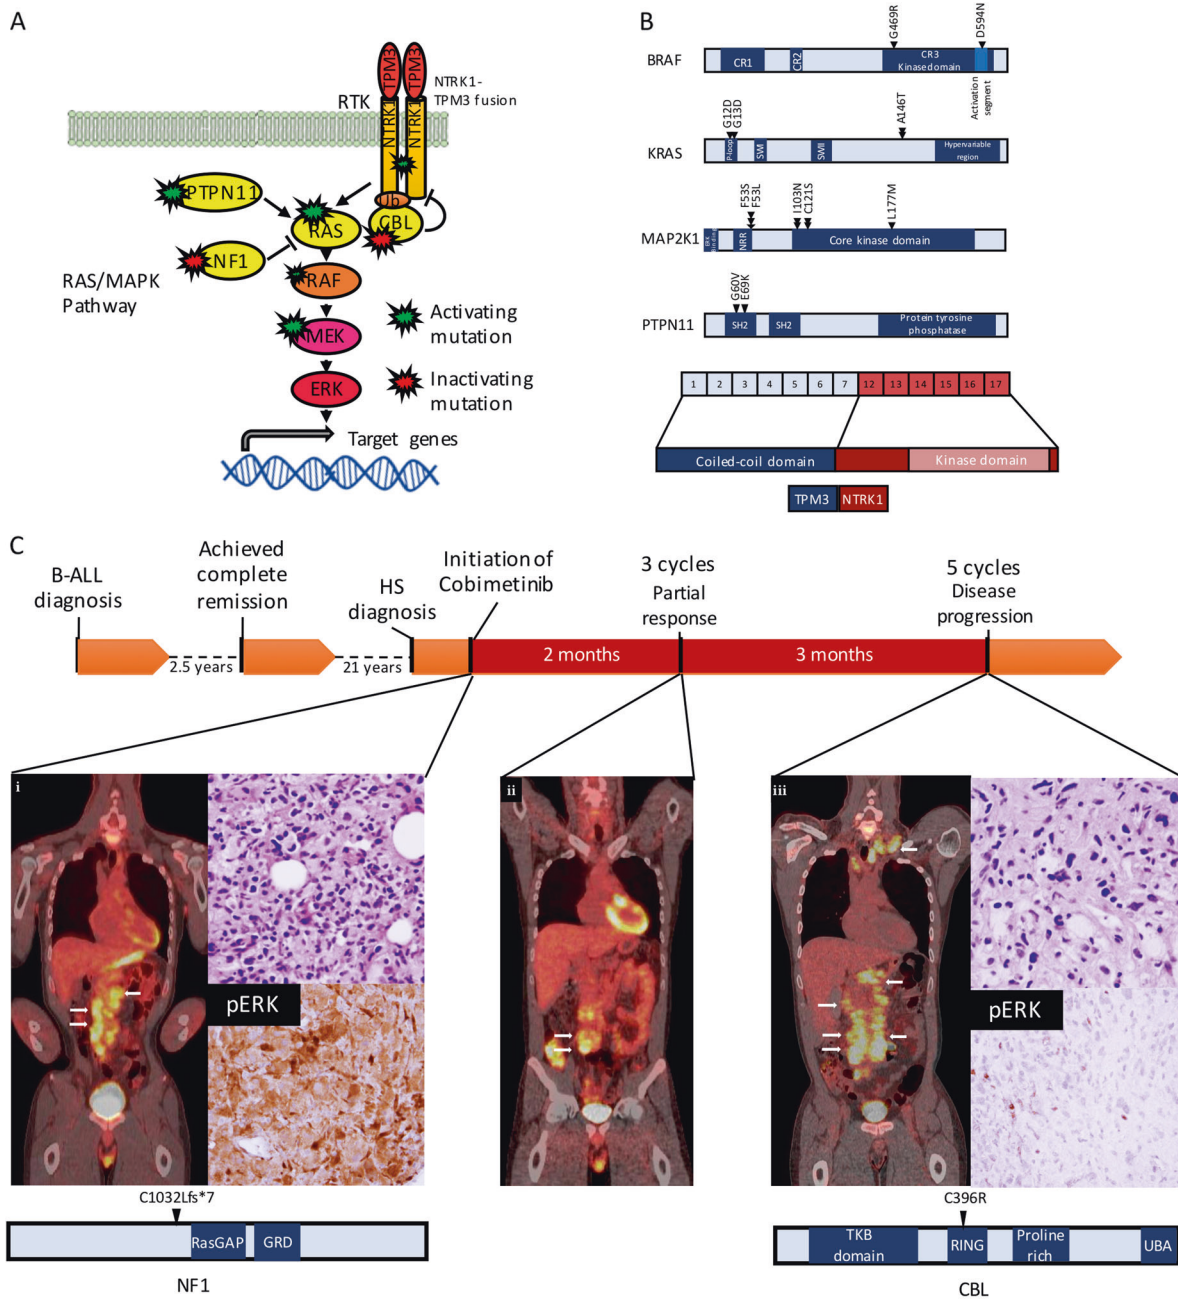 A
RTK
TPM3
TPM3
NTRK1-
TPM3 fusion
NTRK1
NTRK1
PTPN11
Ub
CBL
RAS
NF1
RAS/MAPK
Pathway
RAF
MEK
ERK
Activating
mutation
Inactivating
mutation
Target genes
B
G469R
D594N
BRAF
CR1
CR2
CR3
Kinase domain
Activation
segment
G12D
G13D
A146T
KRAS
P-loop
SWI
SWII
Hypervariable
region
F53S
F53L
I103N
C121S
L177M
MAP2K1
ERK
NRR
Core kinase domain
G60V
E69K
PTPN11
SH2
SH2
Protein tyrosine
phosphatase
1 2 3 4 5 6 7 12 13 14 15 16 17
Coiled-coil domain
Kinase domain
TPM3 NTRK1
C
B-ALL
diagnosis
Achieved
complete
remission
HS
diagnosis
Initiation of
Cobimetinib
3 cycles
Partial
response
5 cycles
Disease
progression
2.5 years
21 years
2 months
3 months
i
pERK
ii
iii
pERK
C1032Lfs*7
RasGAP
GRD
NF1
C396R
TKB
domain
RING
Proline
rich
UBA
CBL